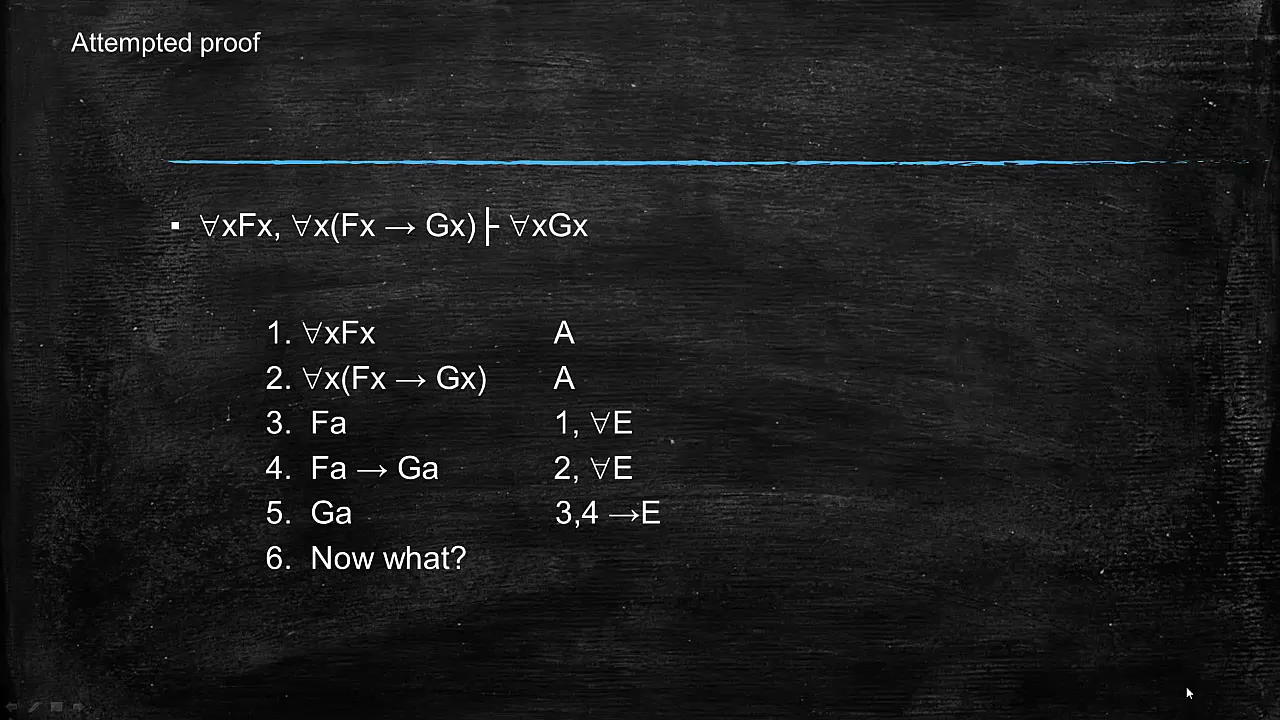 Attempted proof
▪ ∀xFx, ∀x(Fx → Gx)├ ∀xGx
1. ∀xFx A
2. ∀x(Fx → Gx) A
3. Fa 1, ∀E
4. Fa → Ga 2, ∀E
5. Ga 3,4 →E
6. Now what?